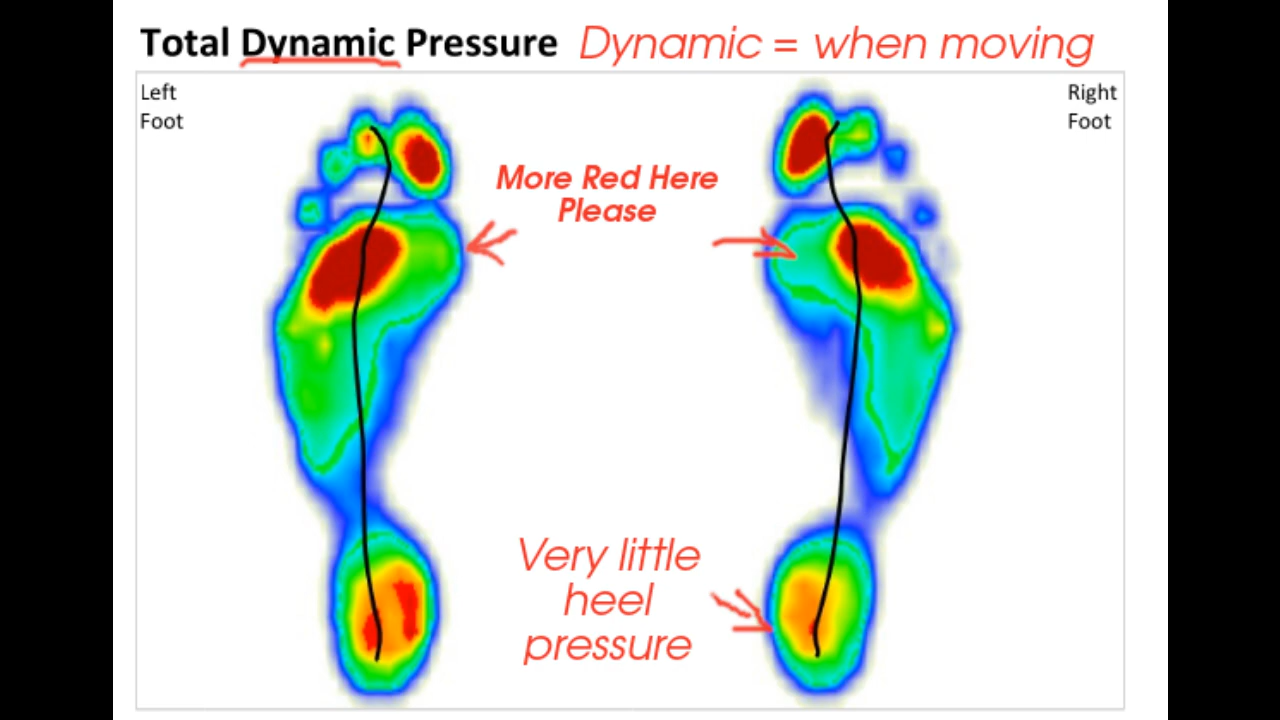 Total Dynamic Pressure Dynamic = when moving
Left
Foot
Right
Foot
More Red Here
Please
Very little
heel
pressure